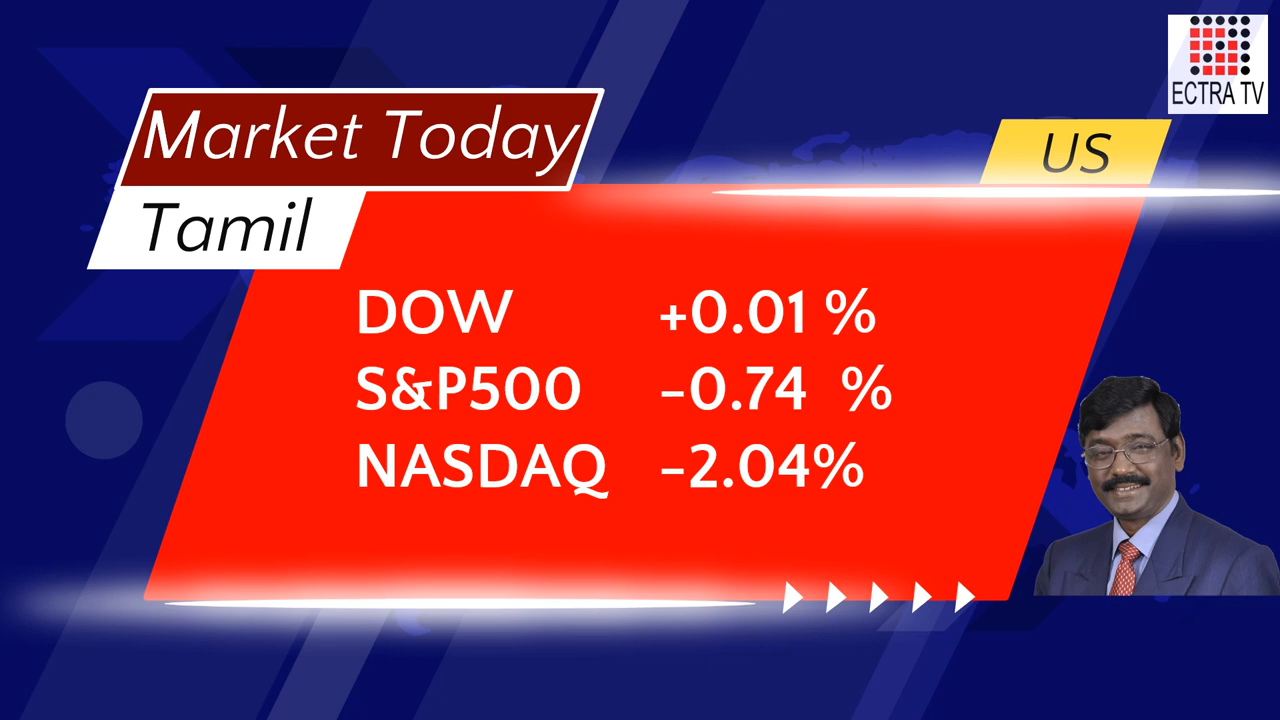 ECTRA TV
Market Today
US
Tamil
DOW +0.01 %
S&P500 -0.74 %
NASDAQ -2.04%